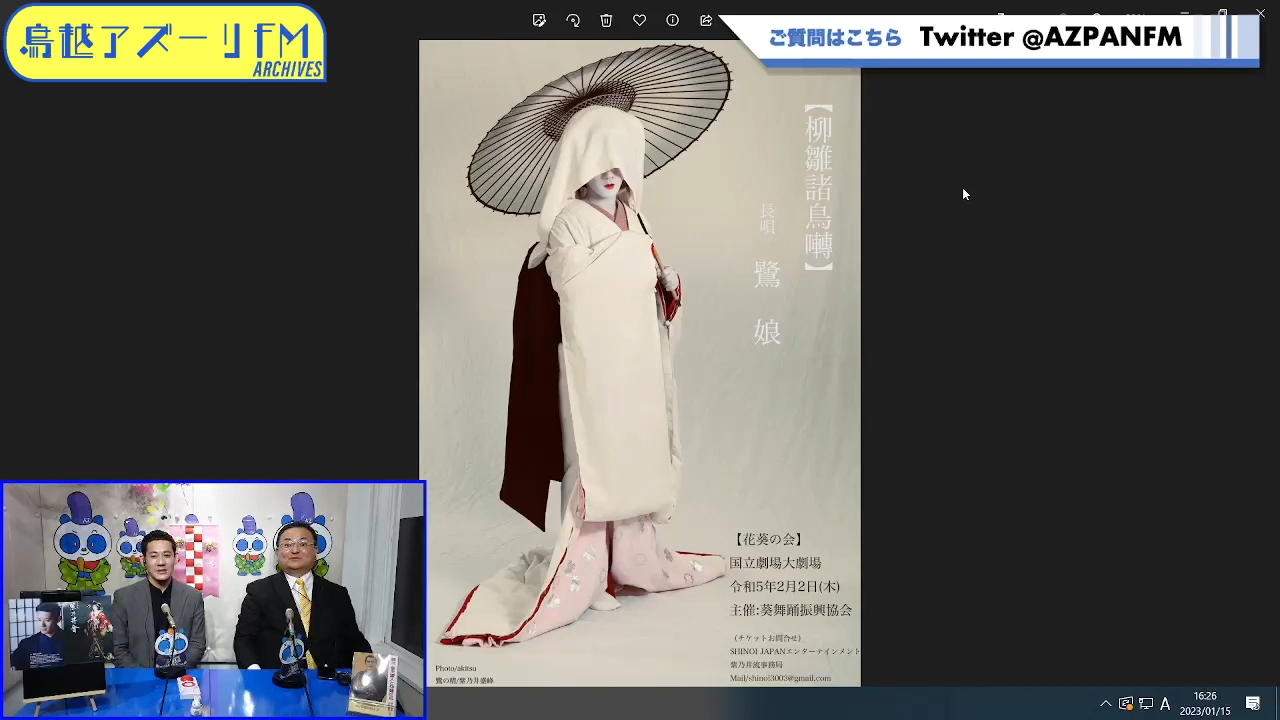 鳥越アズーリFM
ARCHIVES
ご質問はこちら Twitter @AZPANFM
【柳雛諸鳥囀】
長唄
鷺娘
【花葵の会】
国立劇場大劇場
令和5年2月2日(木)
主催:葵舞踊振興協会
(チケットお問合せ)
SHINOI JAPANエンターテインメント
紫乃井流事務局
Mail/shinoi3003@gmail.com
Photo/akitsu
鷺の精/紫乃井盛峰
A
16:26
2023/01/15